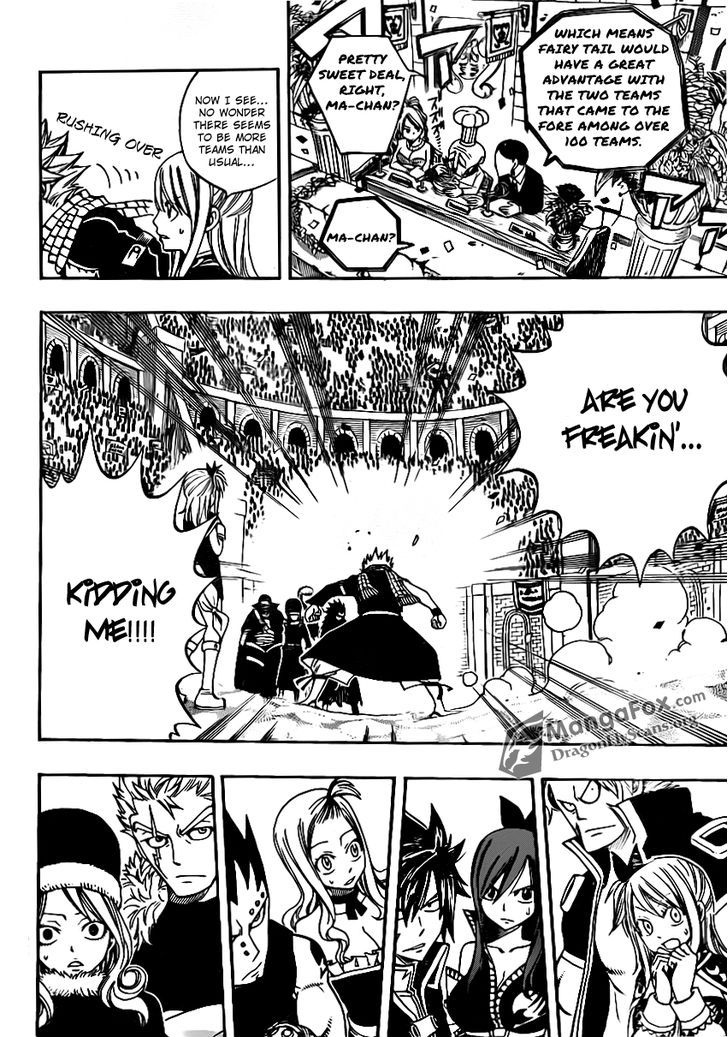 WHICH MEANS
FAIRY TAIL WOULD
HAVE A GREAT
ADVANTAGE WITH
THE TWO TEAMS
THAT CAME TO THE
FORE AMONG OVER
100 TEAMS.
PRETTY
SWEET DEAL,
RIGHT,
MA-CHAN?
MA-CHAN?
NOW I SEE...
NO WONDER
THERE SEEMS
TO BE MORE
TEAMS THAN
USUAL...
RUSHING OVER
ARE YOU
FREAKIN'...
KIDDING
ME!!!!
MangaFox.com
DragonFlyScans.org